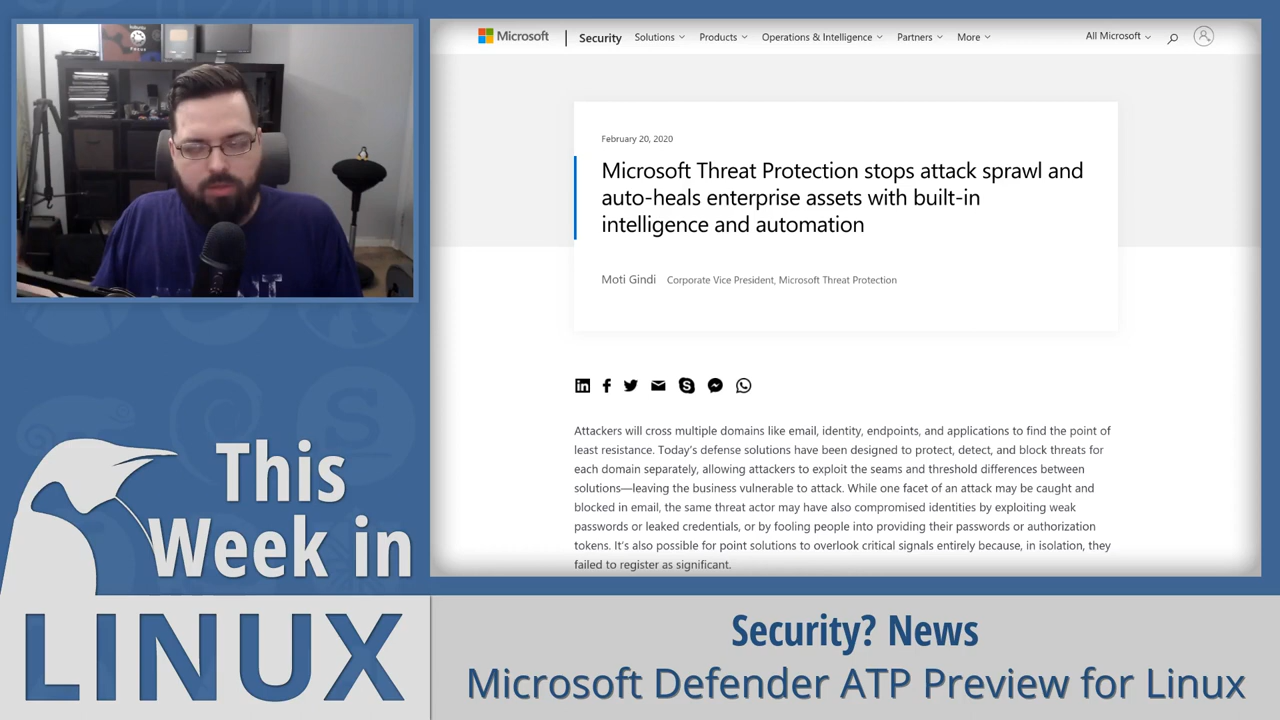 Microsoft | Security Solutions Products Operations & Intelligence Partners More All Microsoft
February 20, 2020
Microsoft Threat Protection stops attack sprawl and
auto-heals enterprise assets with built-in
intelligence and automation
Moti Gindi Corporate Vice President, Microsoft Threat Protection
Attackers will cross multiple domains like email, identity, endpoints, and applications to find the point of
least resistance. Today's defense solutions have been designed to protect, detect, and block threats for
each domain separately, allowing attackers to exploit the seams and threshold differences between
solutions—leaving the business vulnerable to attack. While one facet of an attack may be caught and
blocked in email, the same threat actor may have also compromised identities by exploiting weak
passwords or leaked credentials, or by fooling people into providing their passwords or authorization
tokens. It's also possible for point solutions to overlook critical signals entirely because, in isolation, they
failed to register as significant.
This
Week in
LINUX
Security? News
Microsoft Defender ATP Preview for Linux